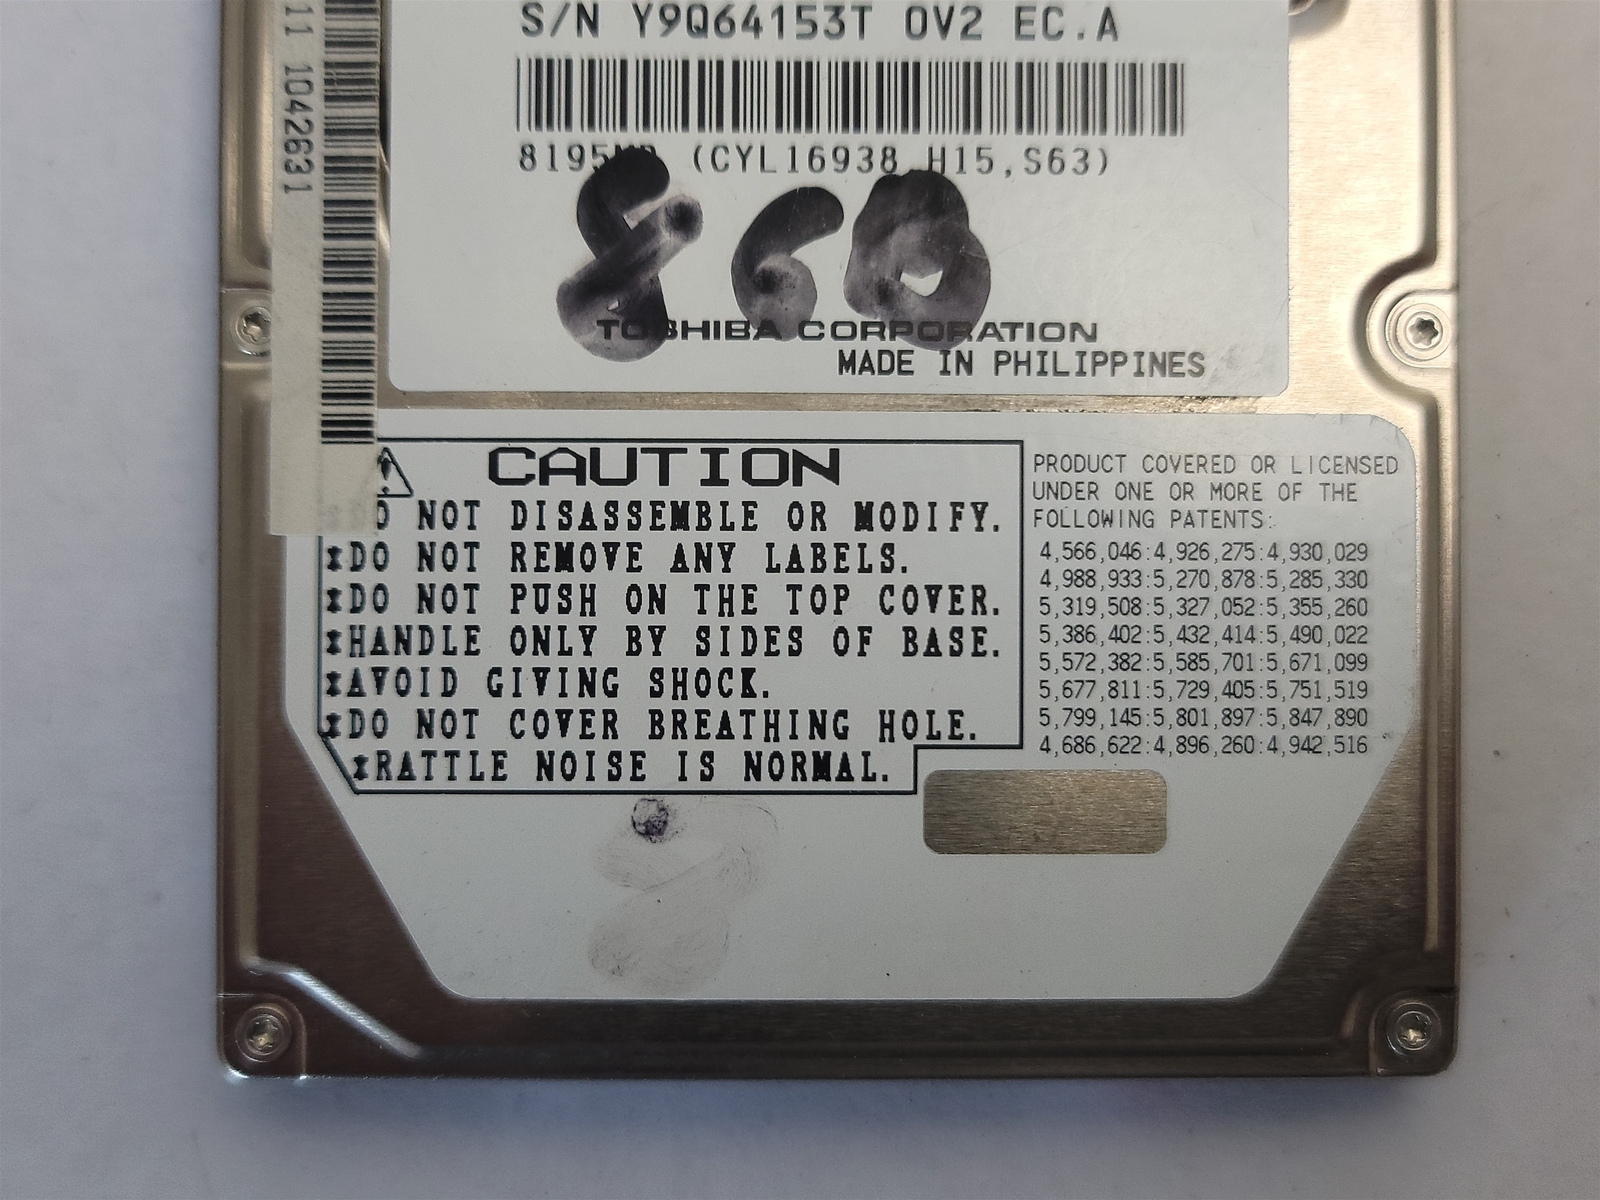 S/N Y9Q64153T 0V2 EC.A
8195MB (CYL16938,H15,S63)
8 GB
TOSHIBA CORPORATION
MADE IN PHILIPPINES
11 1042631
CAUTION
DO NOT DISASSEMBLE OR MODIFY.
*DO NOT REMOVE ANY LABELS.
*DO NOT PUSH ON THE TOP COVER.
*HANDLE ONLY BY SIDES OF BASE.
*AVOID GIVING SHOCK.
*DO NOT COVER BREATHING HOLE.
*RATTLE NOISE IS NORMAL.
PRODUCT COVERED OR LICENSED
UNDER ONE OR MORE OF THE
FOLLOWING PATENTS:
4,566,046:4,926,275:4,930,029
4,988,933:5,270,878:5,285,330
5,319,508:5,327,052:5,355,260
5,386,402:5,432,414:5,490,022
5,572,382:5,585,701:5,671,099
5,677,811:5,729,405:5,751,519
5,799,145:5,801,897:5,847,890
4,686,622:4,896,260:4,942,516